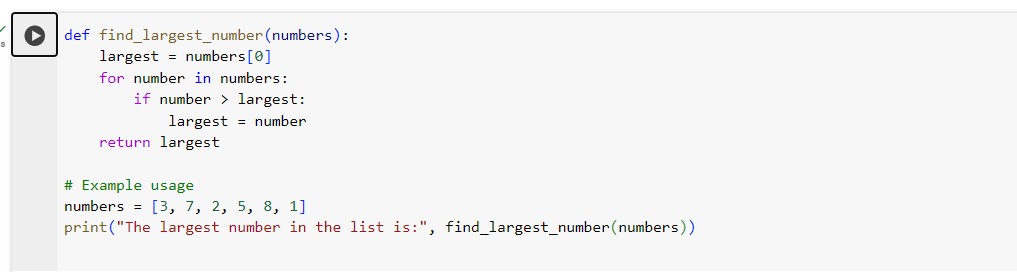 s
def find_largest_number(numbers):
    largest = numbers[0]
    for number in numbers:
        if number > largest:
            largest = number
    return largest
# Example usage
numbers = [3, 7, 2, 5, 8, 1]
print("The largest number in the list is:", find_largest_number(numbers))